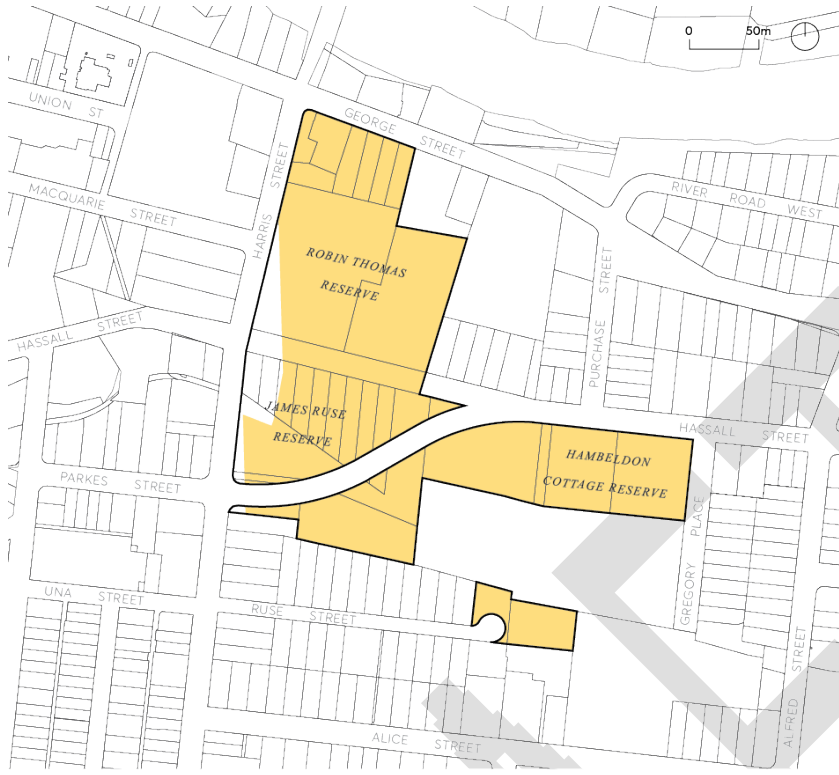 0 50m
UNION ST
GEORGE STREET
HARRIS STREET
MACQUARIE STREET
RIVER ROAD WEST
ROBIN THOMAS
RESERVE
PURCHASE STREET
HASSALL STREET
JAMES RUSE
RESERVE
HASSALL STREET
HAMBELDON
COTTAGE RESERVE
PARKES STREET
GREGORY PLACE
UNA STREET
RUSE STREET
ALFRED STREET
ALICE STREET